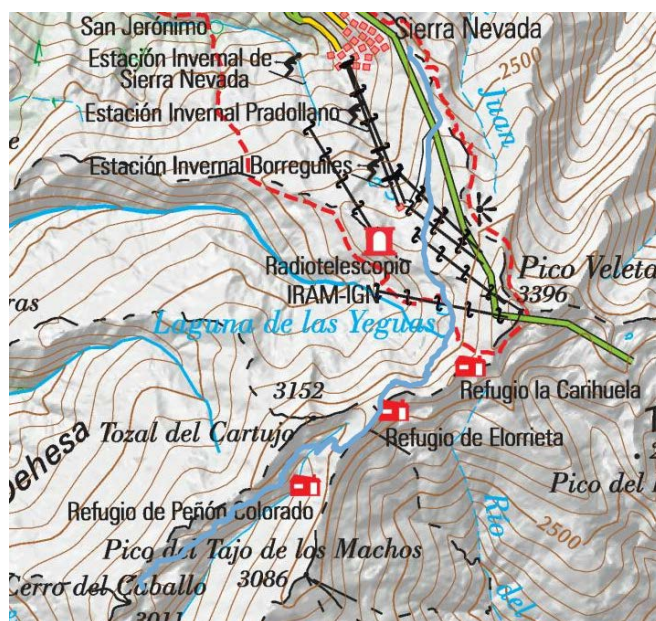 San Jerónimo
Sierra Nevada
Estación Invernal de
Sierra Nevada
2500
Juan
Estación Invernal Pradollano
Estación Invernal Borreguiles
Radiotelescopio
IRAM-IGN
Pico Veleta
3396
ras
Laguna de las Yeguas
3152
Refugio la Carihuela
Tozal del Cartujo
Refugio de Elorrieta
dehesa
Pico del
Refugio de Peñón Colorado
Río
2500
Pico del Tajo de los Machos
Cerro del Caballo
3086
del
3011